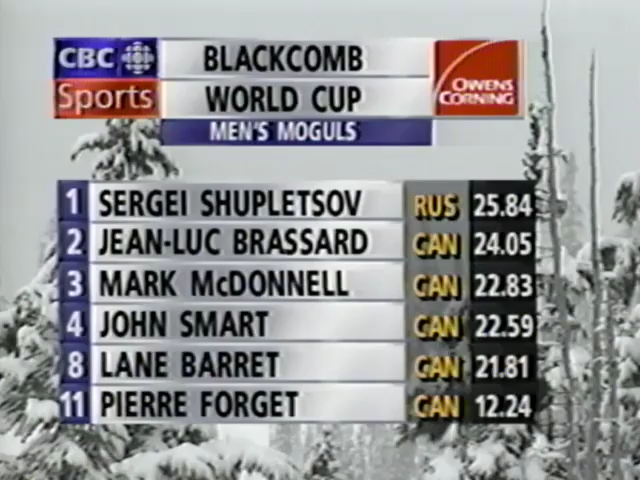 CBC
Sports
BLACKCOMB
WORLD CUP
MEN'S MOGULS
OWENS
CORNING
1 SERGEI SHUPLETSOV RUS 25.84
2 JEAN-LUC BRASSARD CAN 24.05
3 MARK McDONNELL CAN 22.83
4 JOHN SMART CAN 22.59
8 LANE BARRET CAN 21.81
11 PIERRE FORGET CAN 12.24